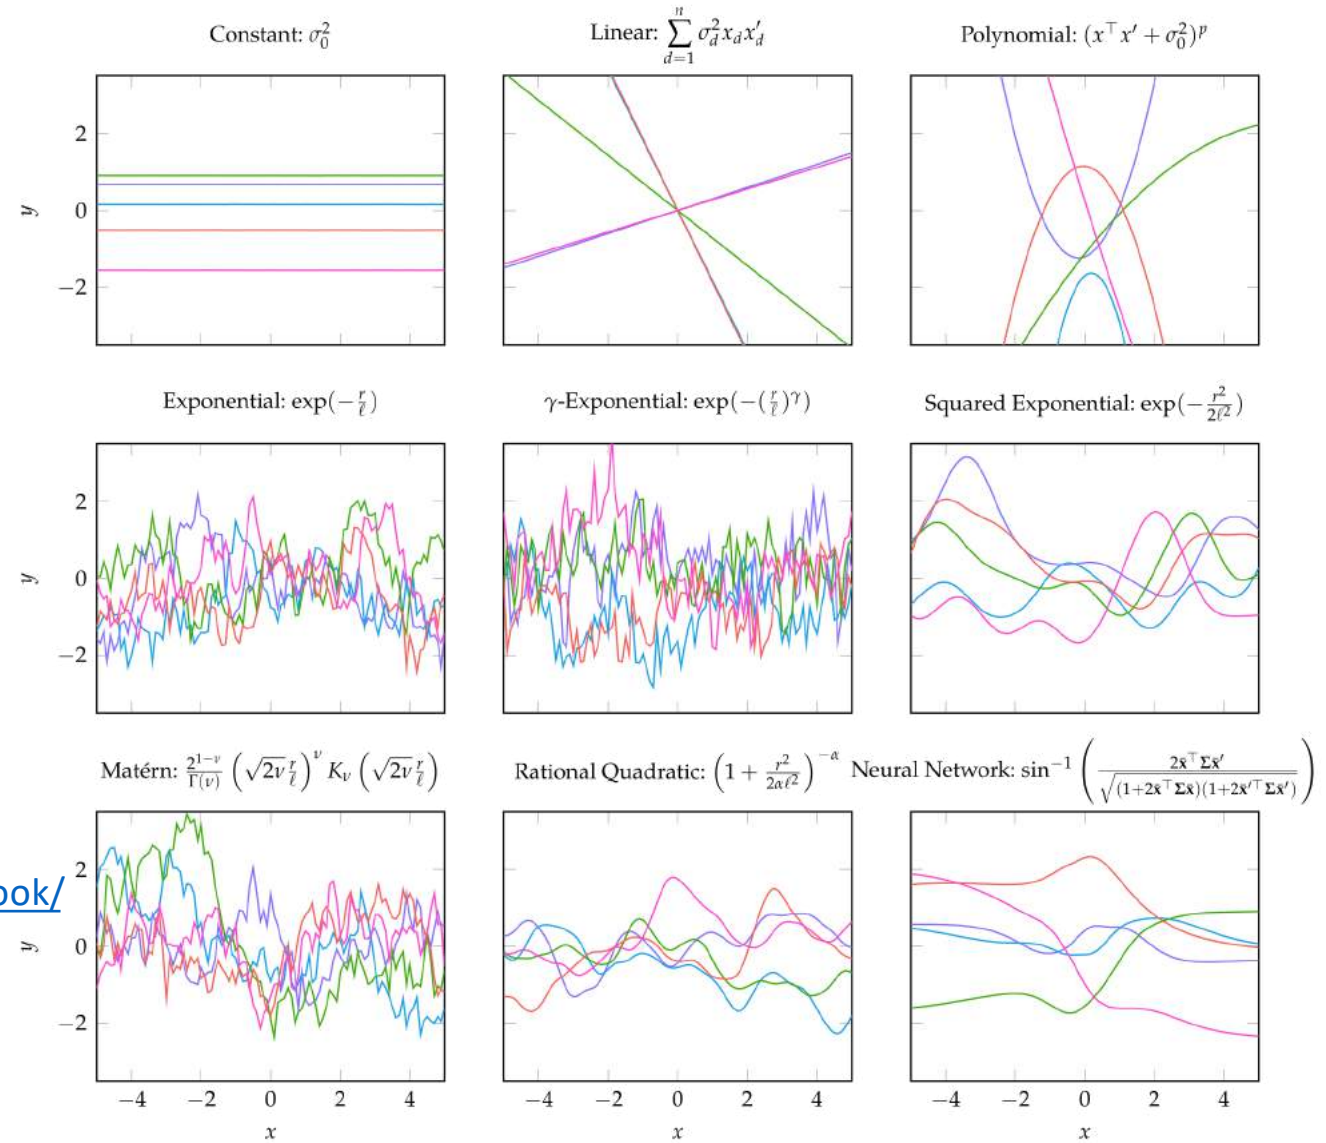 Constant: σ₀²
Linear: ∑_{d=1}^{n} σ_d² x_d x′_d
Polynomial: (x⊤x′ + σ₀²)^p
y
2
0
−2
Exponential: exp(−r/ℓ)
γ-Exponential: exp(−(r/ℓ)^γ)
Squared Exponential: exp(−r²/2ℓ²)
y
2
0
−2
Matérn: 2^{1−ν}/Γ(ν) (√2ν r/ℓ)^ν K_ν (√2ν r/ℓ)
Rational Quadratic: (1 + r²/2αℓ²)^{−α}
Neural Network: sin⁻¹ (2x̄⊤Σx̄′ / √((1+2x̄⊤Σx̄)(1+2x̄′⊤Σx̄′)))
ook/
y
2
0
−2
−4 −2 0 2 4
−4 −2 0 2 4
−4 −2 0 2 4
x
x
x